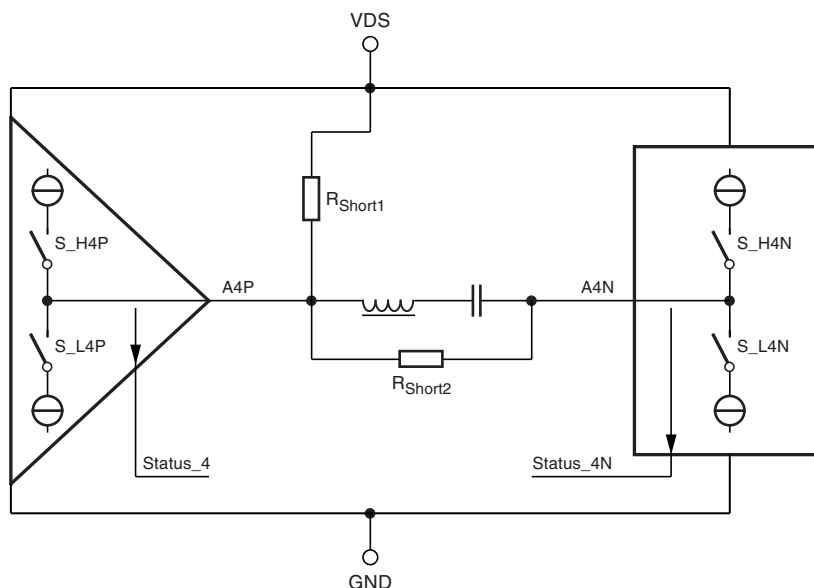 VDS
RShort1
S_H4P
S_H4N
A4P
A4N
S_L4P
S_L4N
RShort2
Status_4
Status_4N
GND